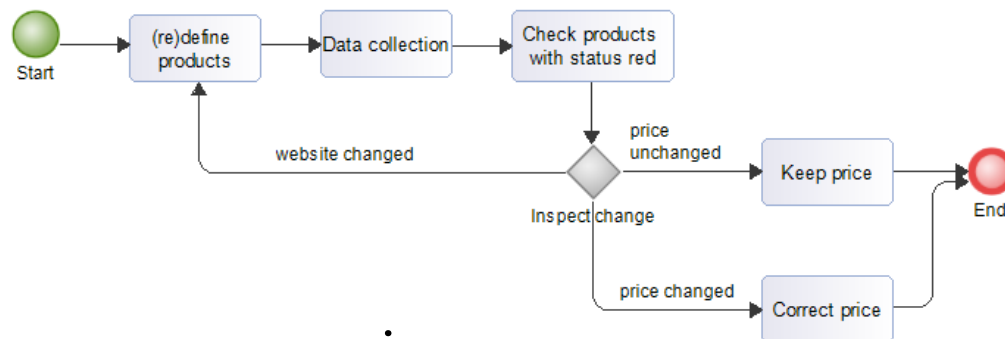 Start
(re)define
products
Data collection
Check products
with status red
website changed
Inspect change
price
unchanged
Keep price
End
price changed
Correct price